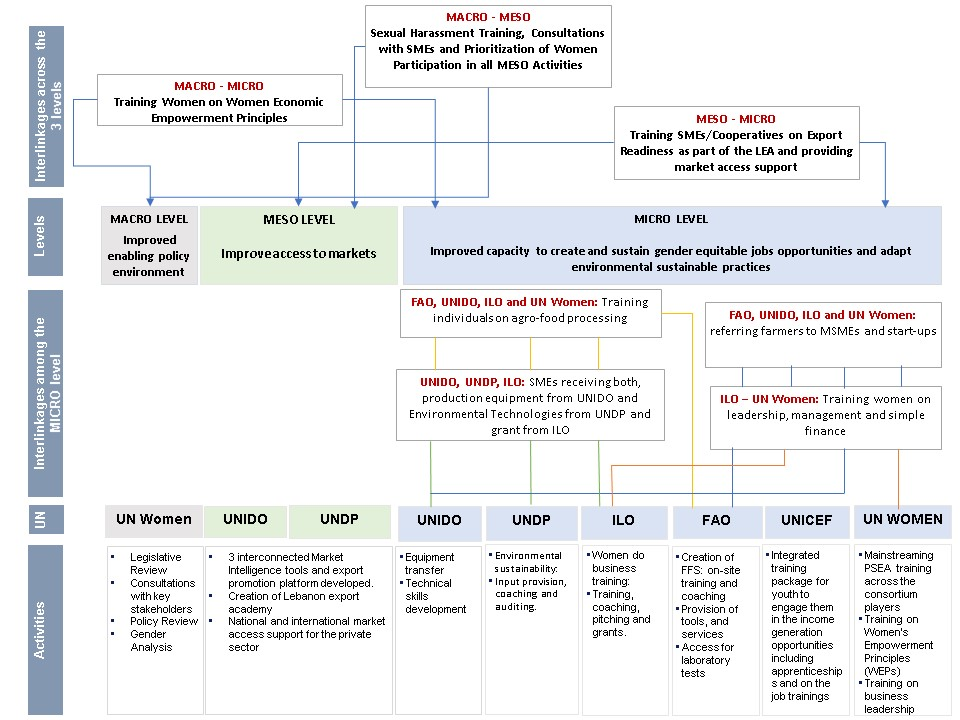 Interlinkages across the
3 levels
MACRO - MESO
Sexual Harassment Training, Consultations
with SMEs and Prioritization of Women
Participation in all MESO Activities
MACRO - MICRO
Training Women on Women Economic
Empowerment Principles
MESO - MICRO
Training SMEs/Cooperatives on Export
Readiness as part of the LEA and providing
market access support
Levels
MACRO LEVEL
Improved
enabling policy
environment
MESO LEVEL
Improve access to markets
MICRO LEVEL
Improved capacity to create and sustain gender equitable jobs opportunities and adapt
environmental sustainable practices
Interlinkages among the
MICRO level
FAO, UNIDO, ILO and UN Women: Training
individuals on agro-food processing
FAO, UNIDO, ILO and UN Women:
referring farmers to MSMEs and start-ups
UNIDO, UNDP, ILO: SMEs receiving both,
production equipment from UNIDO and
Environmental Technologies from UNDP and
grant from ILO
ILO – UN Women: Training women on
leadership, management and simple
finance
UN
UN Women
UNIDO
UNDP
UNIDO
UNDP
ILO
FAO
UNICEF
UN WOMEN
Activities
• Legislative
Review
• Consultations
with key
stakeholders
• Policy Review
• Gender
Analysis
• 3 interconnected Market
Intelligence tools and export
promotion platform developed.
• Creation of Lebanon export
academy
• National and international market
access support for the private
sector
• Equipment
transfer
• Technical
skills
development
• Environmental
sustainability:
• Input provision,
coaching and
auditing.
• Women do
business
training:
• Training,
coaching,
pitching and
grants.
• Creation of
FFS: on-site
training and
coaching
• Provision of
tools, and
services
• Access for
laboratory
tests
• Integrated
training
package for
youth to
engage them
in the income
generation
opportunities
including
apprenticeship
s and on the
job trainings
• Mainstreaming
PSEA training
across the
consortium
players
• Training on
Women's
Empowerment
Principles
(WEPs)
• Training on
business
leadership